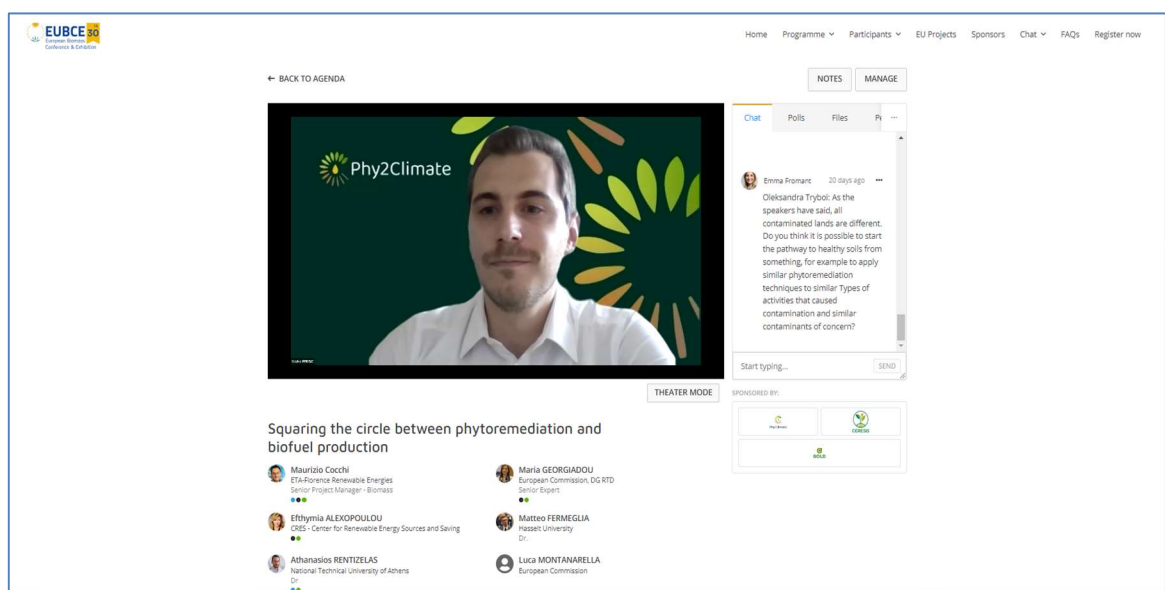 EUBCE 30
European Biomass
Conference & Exhibition
Home Programme Participants EU Projects Sponsors Chat FAQs Register now
← BACK TO AGENDA
NOTES MANAGE
Phy2Climate
Chat Polls Files Pe ...
Emma Fromant 20 days ago •••
Oleksandra Tryboi: As the
speakers have said, all
contaminated lands are different.
Do you think it is possible to start
the pathway to healthy soils from
something, for example to apply
similar phytoremediation
techniques to similar Types of
activities that caused
contamination and similar
contaminants of concern?
Start typing... SEND
THEATER MODE
SPONSORED BY:
Phy2Climate
CERESIS
GOLD
Squaring the circle between phytoremediation and
biofuel production
Maurizio Cocchi
ETA-Florence Renewable Energies
Senior Project Manager - Biomass
Maria GEORGIADOU
European Commission, DG RTD
Senior Expert
Efthymia ALEXOPOULOU
CRES - Center for Renewable Energy Sources and Saving
Matteo FERMEGLIA
Hasselt University
Dr.
Athanasios RENTIZELAS
National Technical University of Athens
Dr
Luca MONTANARELLA
European Commission